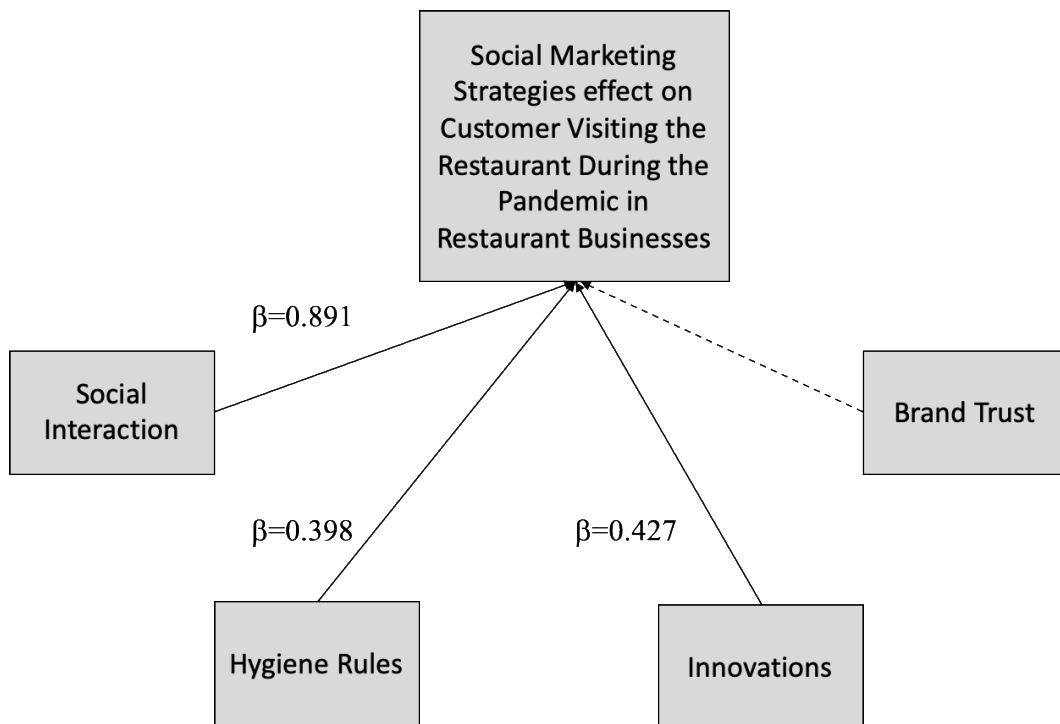 Social Marketing
Strategies effect on
Customer Visiting the
Restaurant During the
Pandemic in
Restaurant Businesses
β=0.891
Social
Interaction
Brand Trust
β=0.398
β=0.427
Hygiene Rules
Innovations